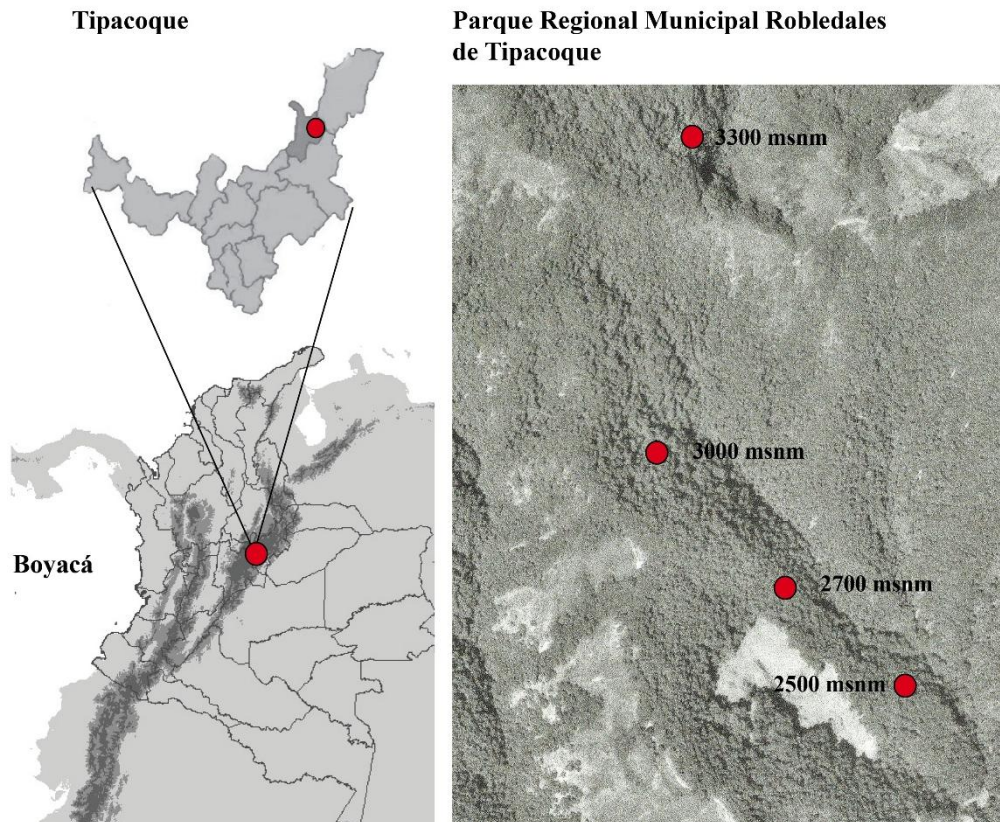 Tipacoque
Parque Regional Municipal Robledales
de Tipacoque
3300 msnm
3000 msnm
Boyacá
2700 msnm
2500 msnm